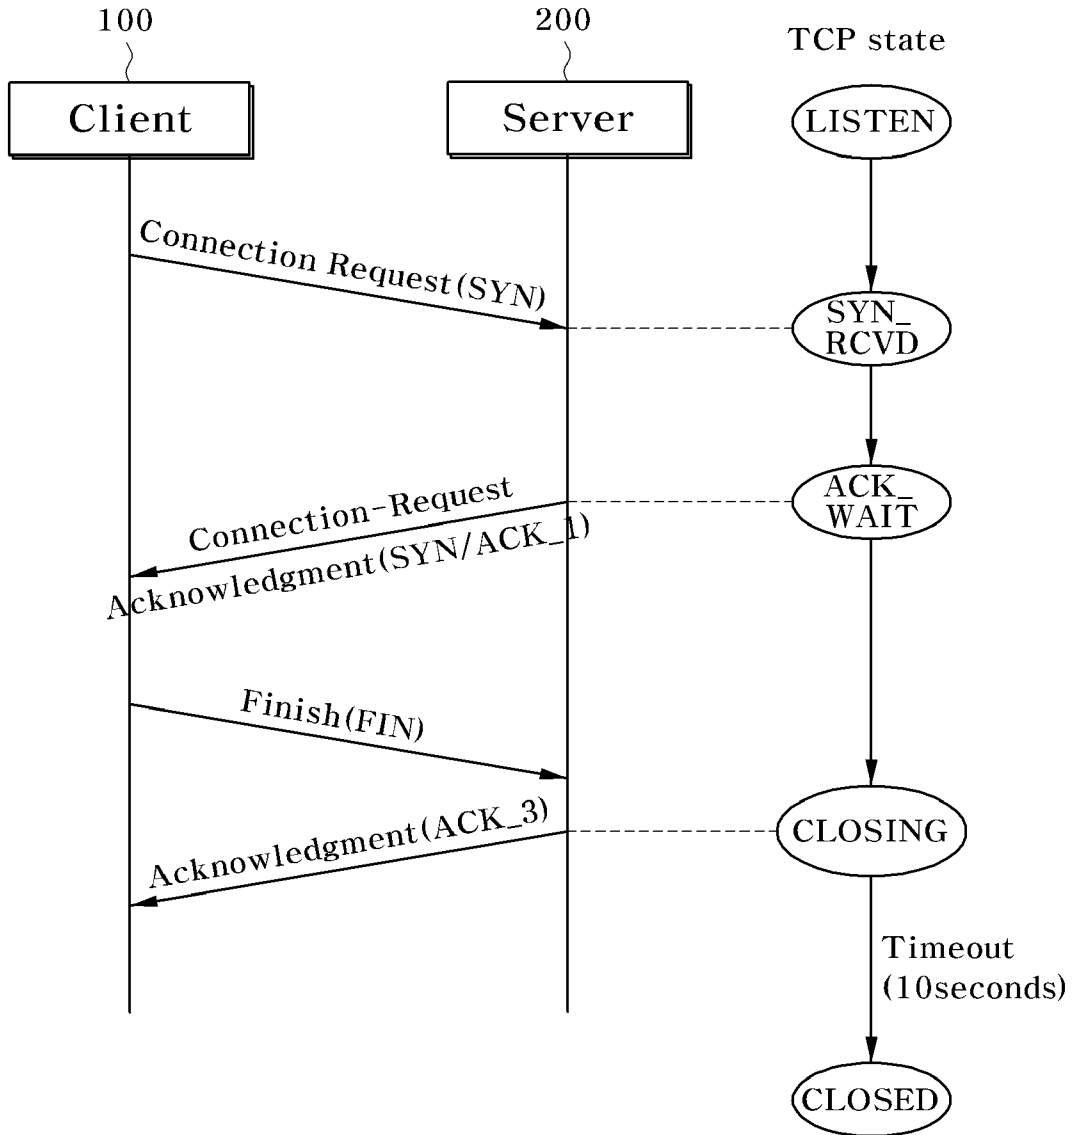 100
200
TCP state
Client
Server
LISTEN
Connection Request(SYN)
SYN_
RCVD
Connection-Request
Acknowledgment(SYN/ACK_1)
ACK_
WAIT
Finish(FIN)
Acknowledgment(ACK_3)
CLOSING
Timeout
(10seconds)
CLOSED